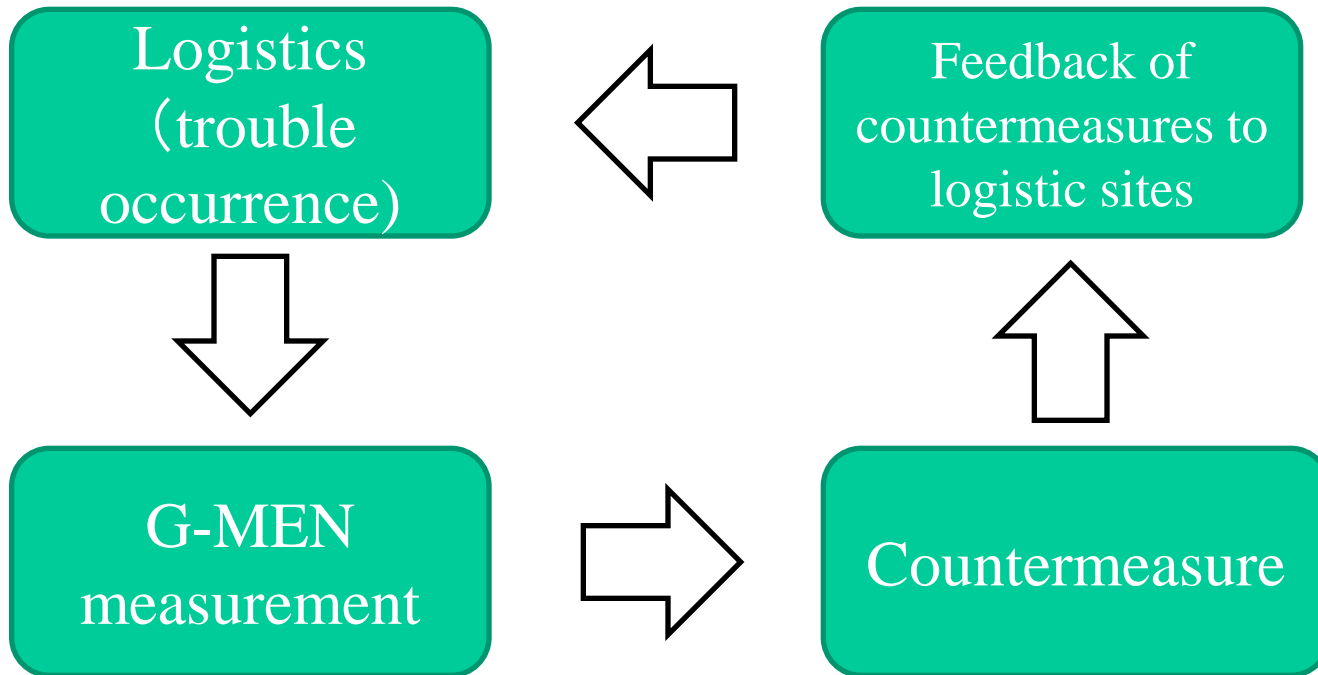 Logistics
（trouble
occurrence)
Feedback of
countermeasures to
logistic sites
G-MEN
measurement
Countermeasure